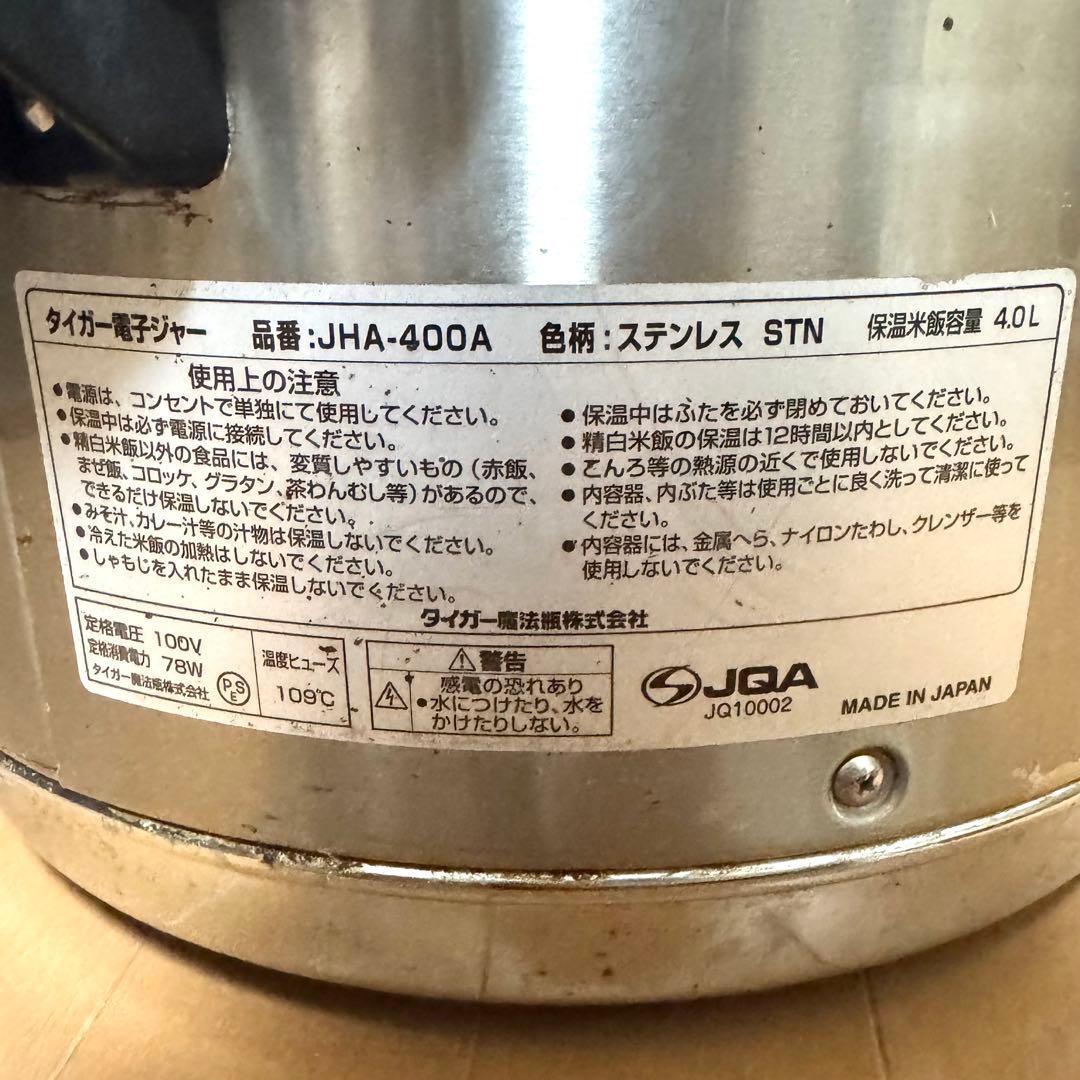 タイガー電子ジャー 品番:JHA-400A 色柄:ステンレス STN 保温米飯容量 4.0L
使用上の注意
●電源は、コンセントで単独にて使用してください。
●保温中は必ず電源に接続してください。
●精白米飯以外の食品には、変質しやすいもの(赤飯、
まぜ飯、コロッケ、グラタン、茶わんむし等)があるので、
できるだけ保温しないでください。
●みそ汁、カレー汁等の汁物は保温しないでください。
●冷えた米飯の加熱はしないでください。
●しゃもじを入れたまま保温しないでください。
●保温中はふたを必ず閉めておいてください。
●精白米飯の保温は12時間以内としてください。
●こんろ等の熱源の近くで使用しないでください。
●内容器、内ぶた等は使用ごとに良く洗って清潔に使って
ください。
●内容器には、金属へら、ナイロンたわし、クレンザー等を
使用しないでください。
タイガー魔法瓶株式会社
定格電圧 100V
定格消費電力 78W
タイガー魔法瓶株式会社
PSE
温度ヒューズ
109℃
警告
感電の恐れあり
●水につけたり、水を
かけたりしない。
JQA
JQ10002
MADE IN JAPAN